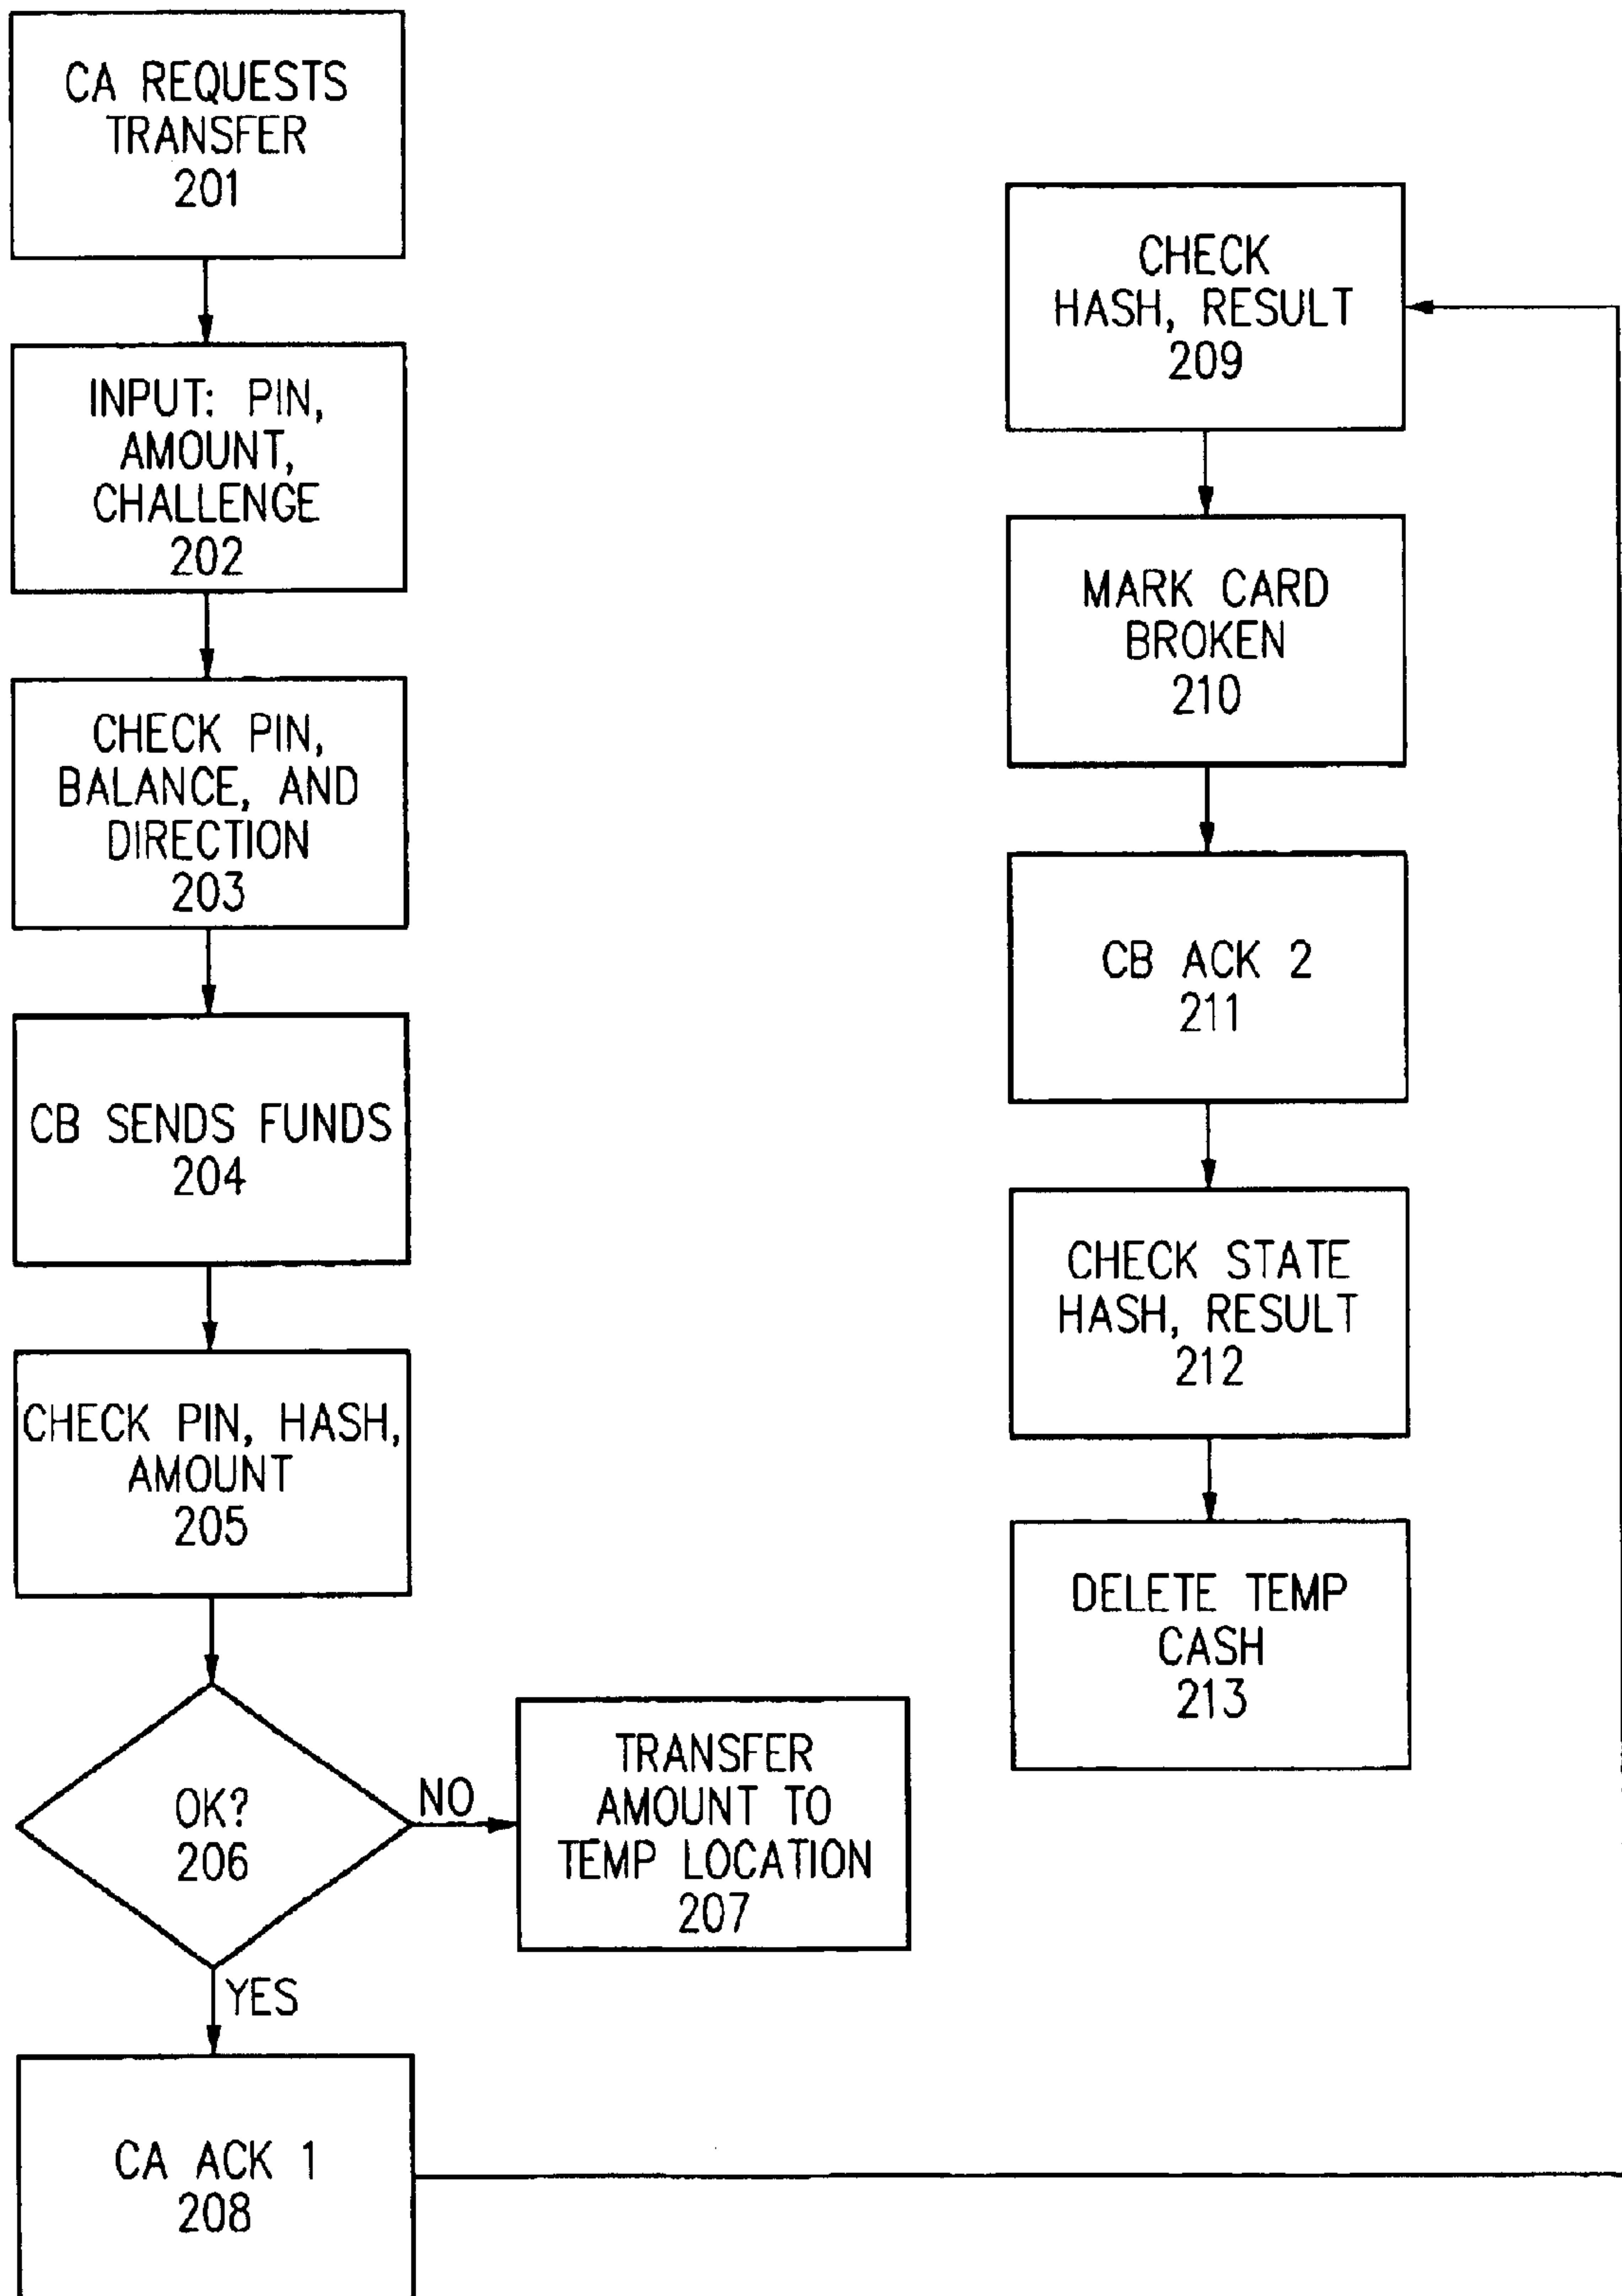 CA REQUESTS
TRANSFER
201
INPUT: PIN,
AMOUNT,
CHALLENGE
202
CHECK PIN,
BALANCE, AND
DIRECTION
203
CB SENDS FUNDS
204
CHECK PIN, HASH,
AMOUNT
205
OK?
206
NO
TRANSFER
AMOUNT TO
TEMP LOCATION
207
YES
CA ACK 1
208
CHECK
HASH, RESULT
209
MARK CARD
BROKEN
210
CB ACK 2
211
CHECK STATE
HASH, RESULT
212
DELETE TEMP
CASH
213